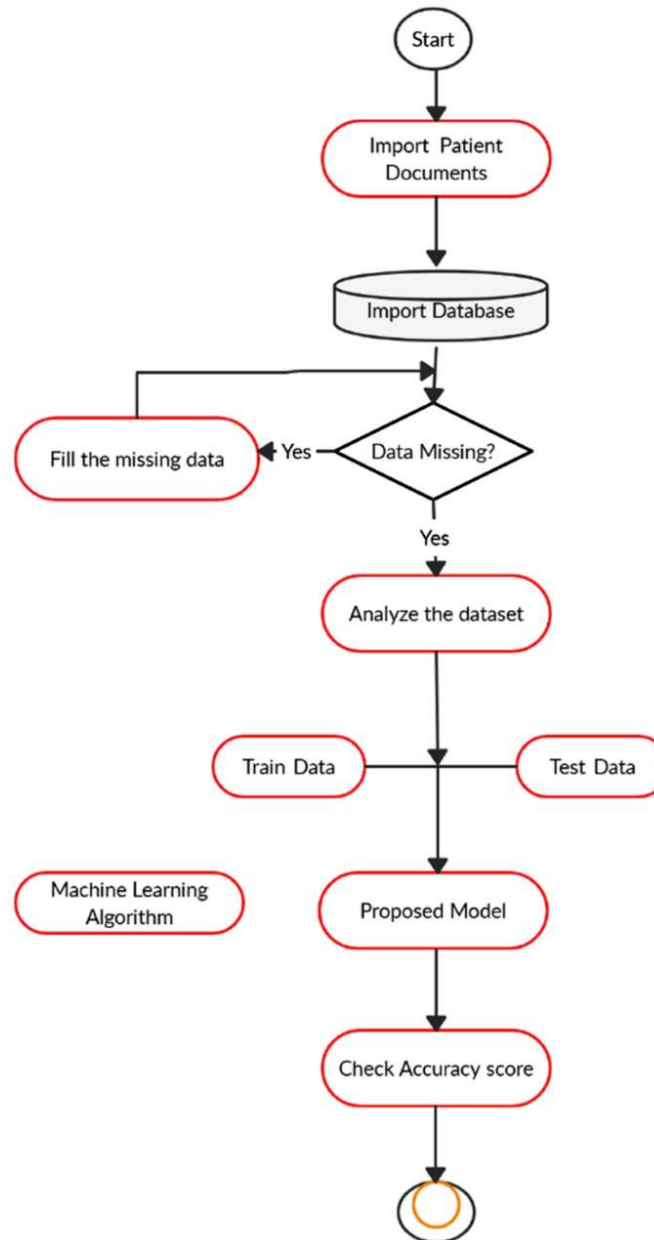 Start
Import Patient
Documents
Import Database
Fill the missing data
Yes
Data Missing?
Yes
Analyze the dataset
Train Data
Test Data
Machine Learning
Algorithm
Proposed Model
Check Accuracy score